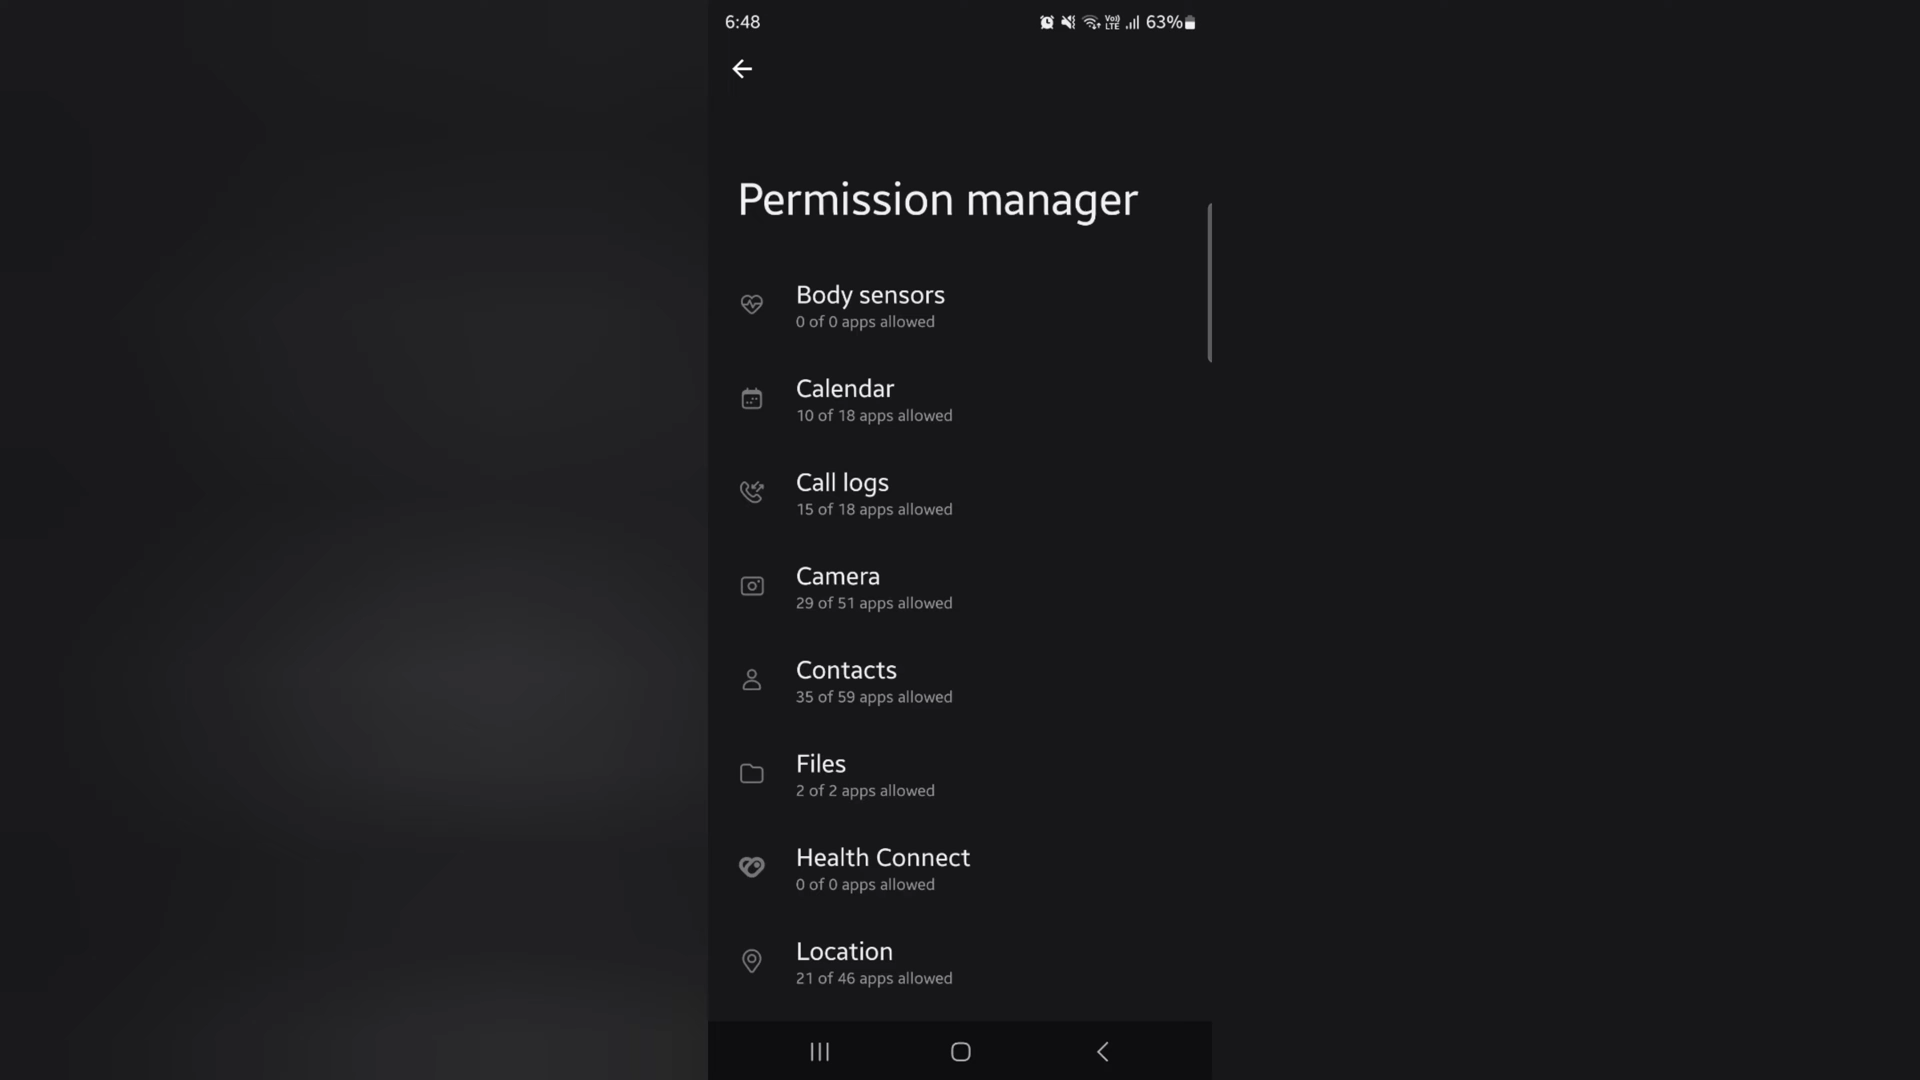 6:48
Vo)) LTE 63%
Permission manager
Body sensors
0 of 0 apps allowed
Calendar
10 of 18 apps allowed
Call logs
15 of 18 apps allowed
Camera
29 of 51 apps allowed
Contacts
35 of 59 apps allowed
Files
2 of 2 apps allowed
Health Connect
0 of 0 apps allowed
Location
21 of 46 apps allowed